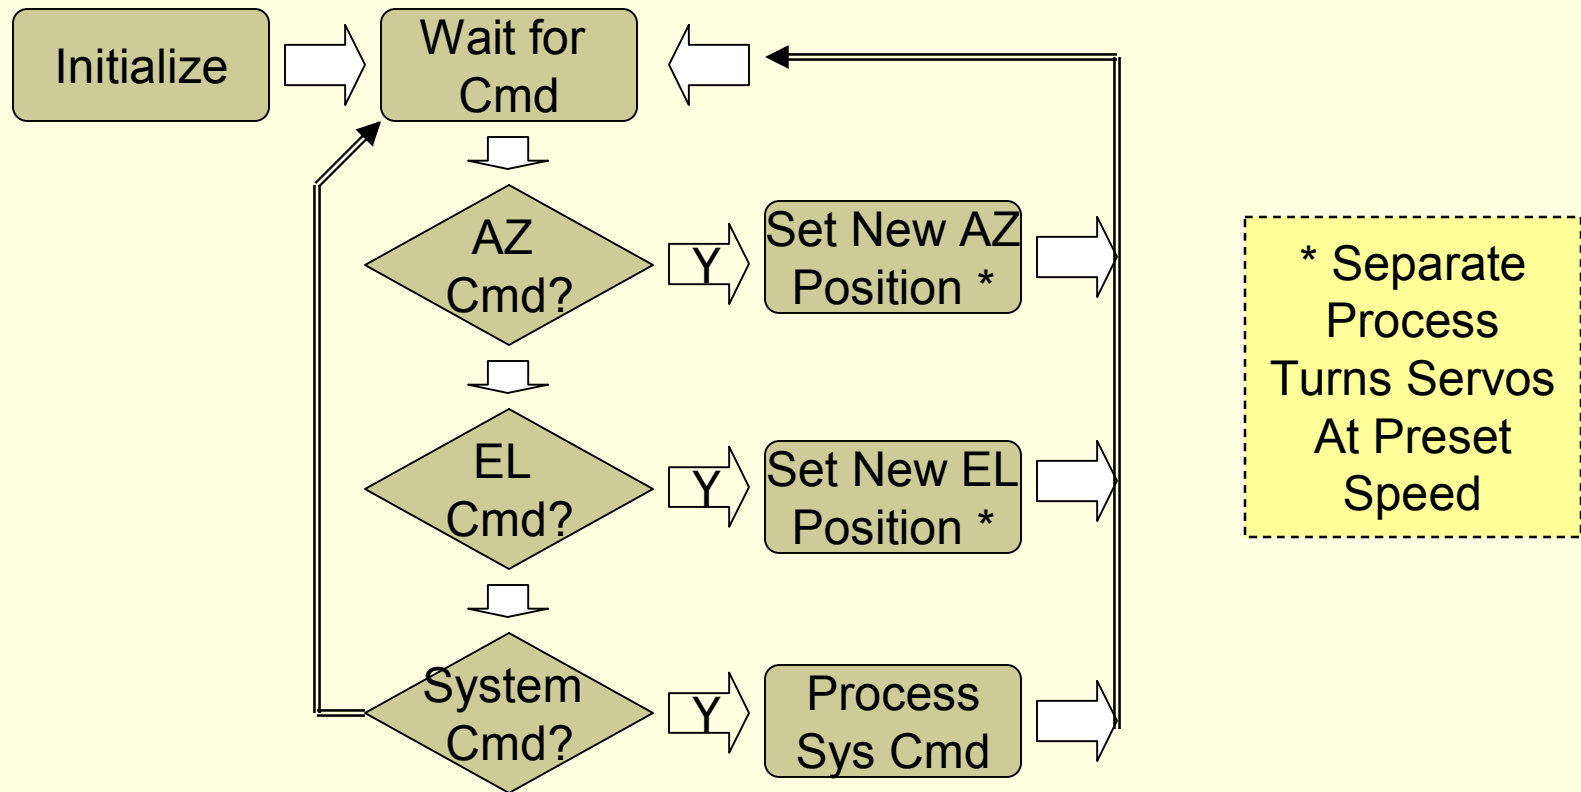 Initialize
Wait for
Cmd
AZ
Cmd?
Y
Set New AZ
Position *
EL
Cmd?
Y
Set New EL
Position *
System
Cmd?
Y
Process
Sys Cmd
* Separate
Process
Turns Servos
At Preset
Speed